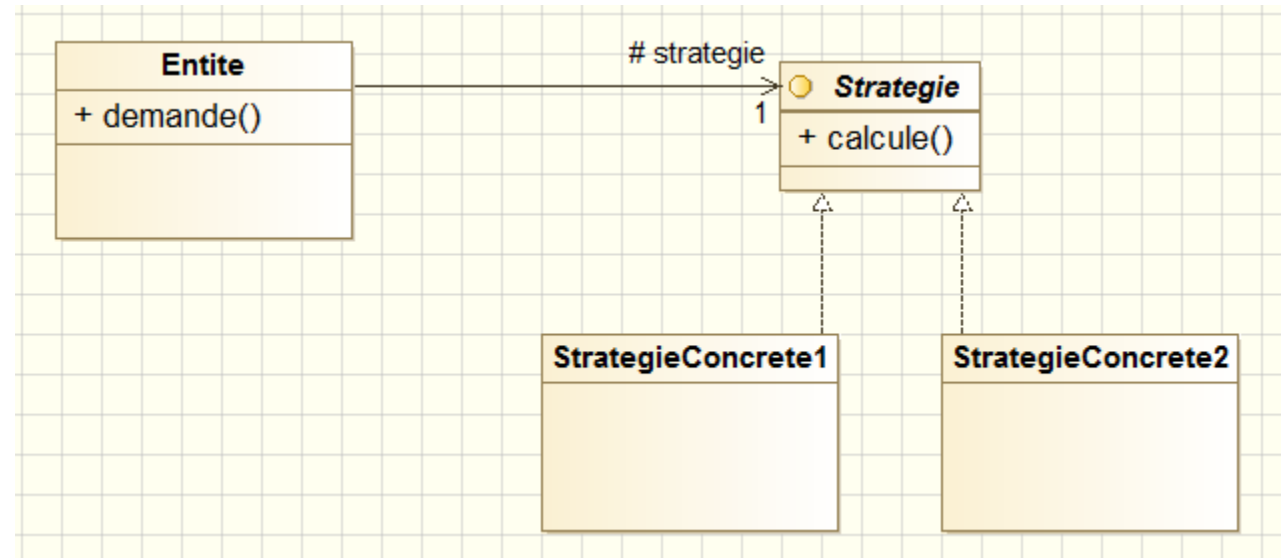 Entite
+ demande()
# strategie
1
Strategie
+ calcule()
StrategieConcrete1
StrategieConcrete2